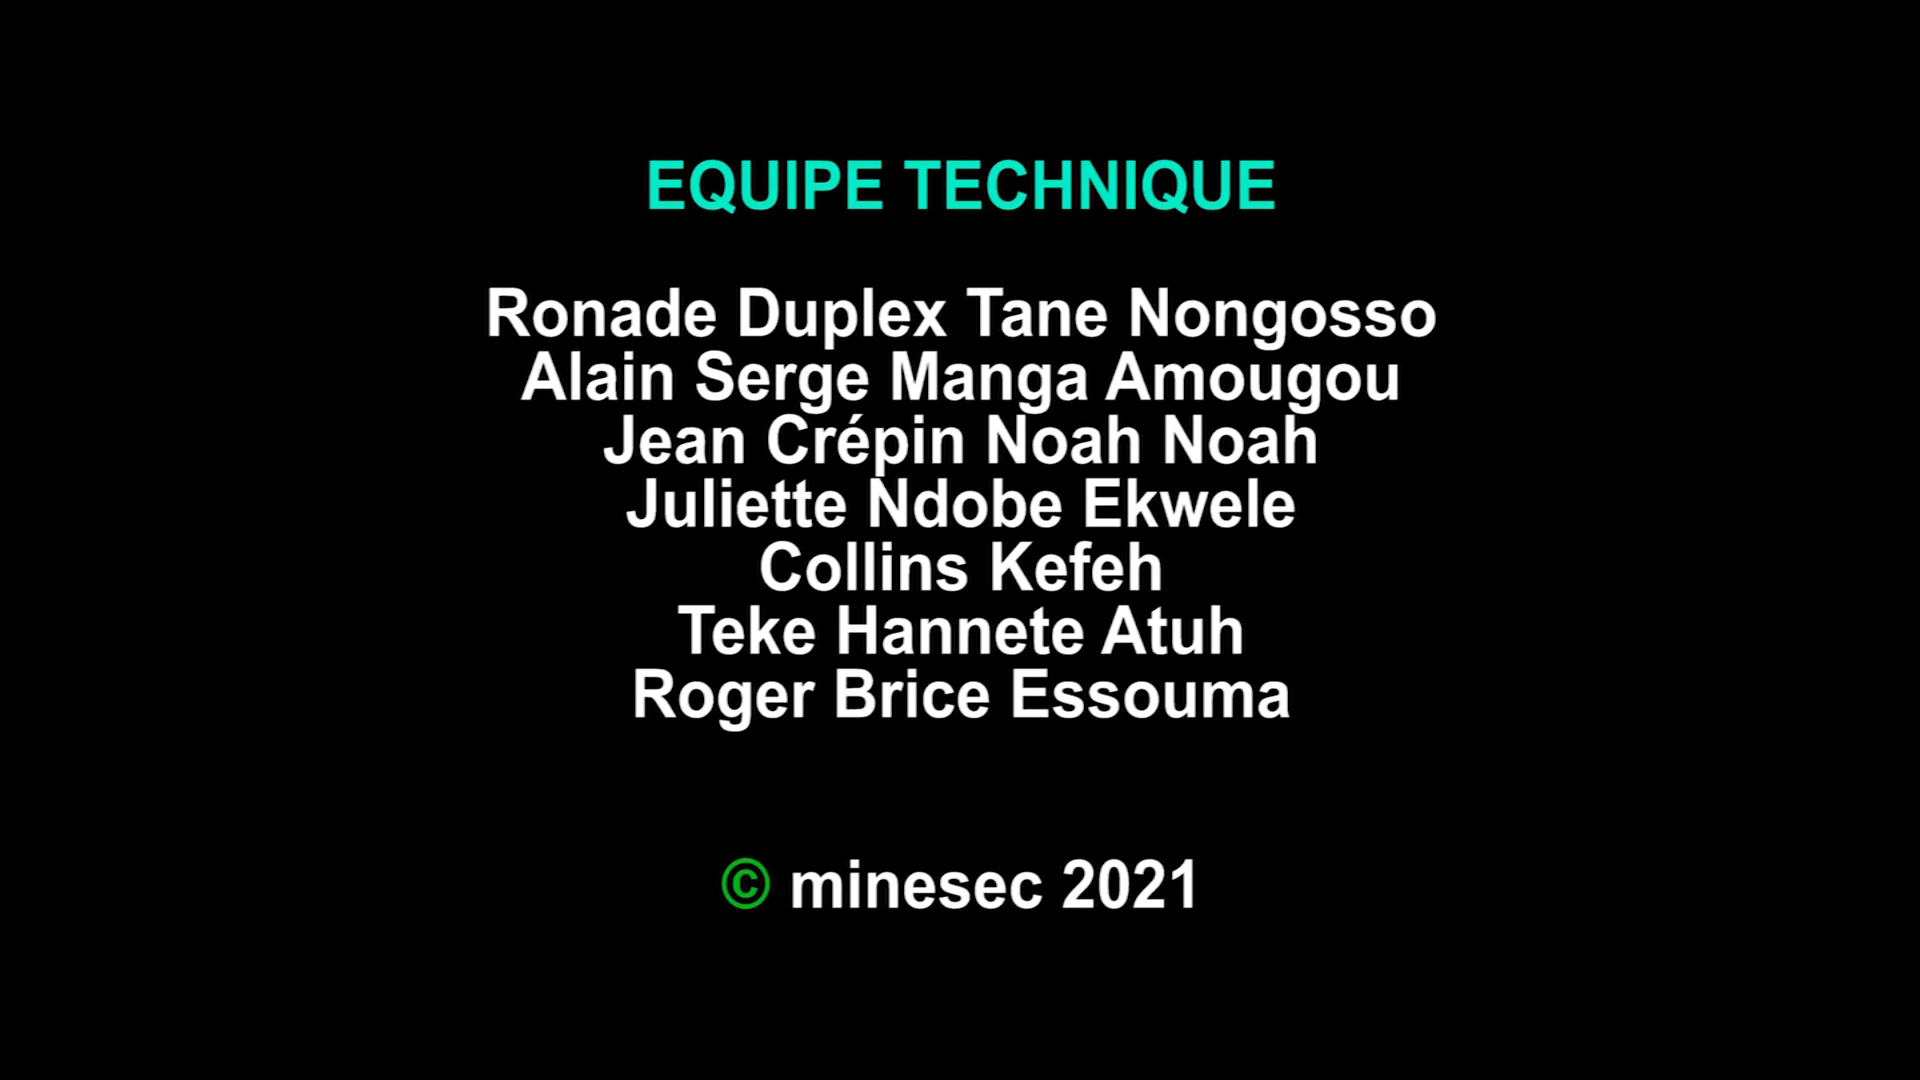 EQUIPE TECHNIQUE
Ronade Duplex Tane Nongosso
Alain Serge Manga Amougou
Jean Crépin Noah Noah
Juliette Ndobe Ekwele
Collins Kefeh
Teke Hannete Atuh
Roger Brice Essouma
© minesec 2021